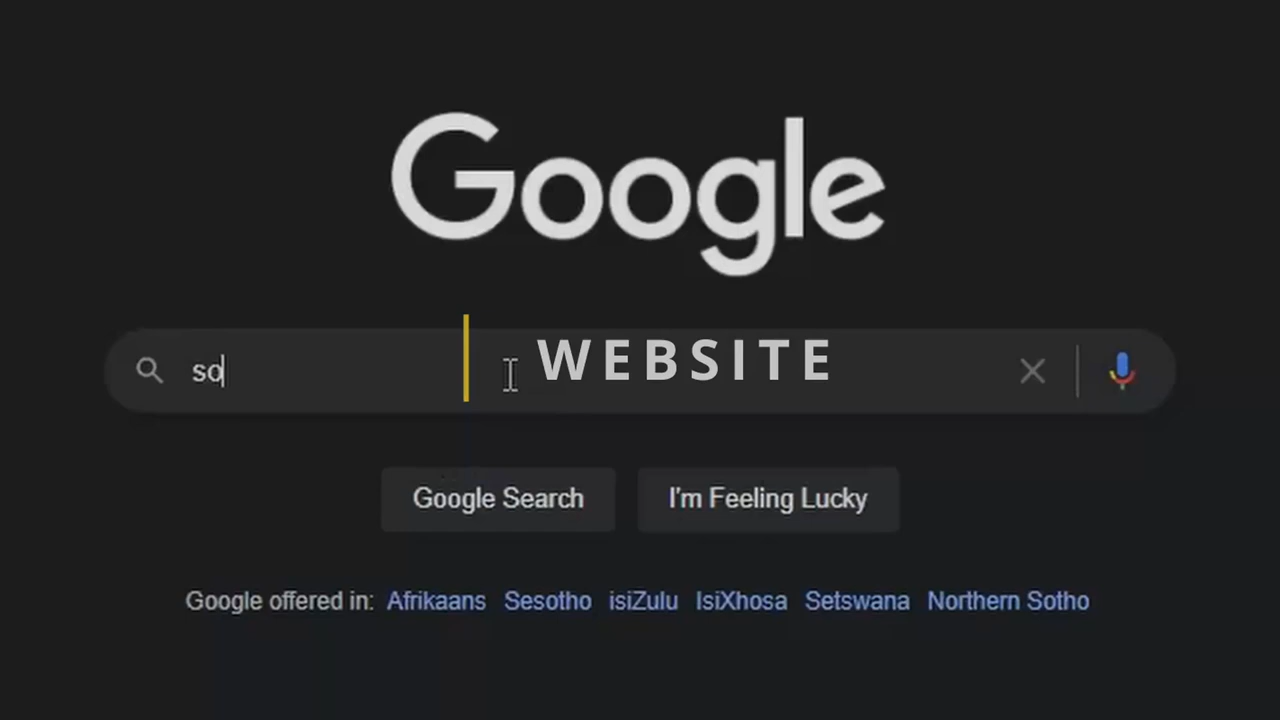 Google
so
WEBSITE
Google Search
I'm Feeling Lucky
Google offered in: Afrikaans Sesotho isiZulu IsiXhosa Setswana Northern Sotho